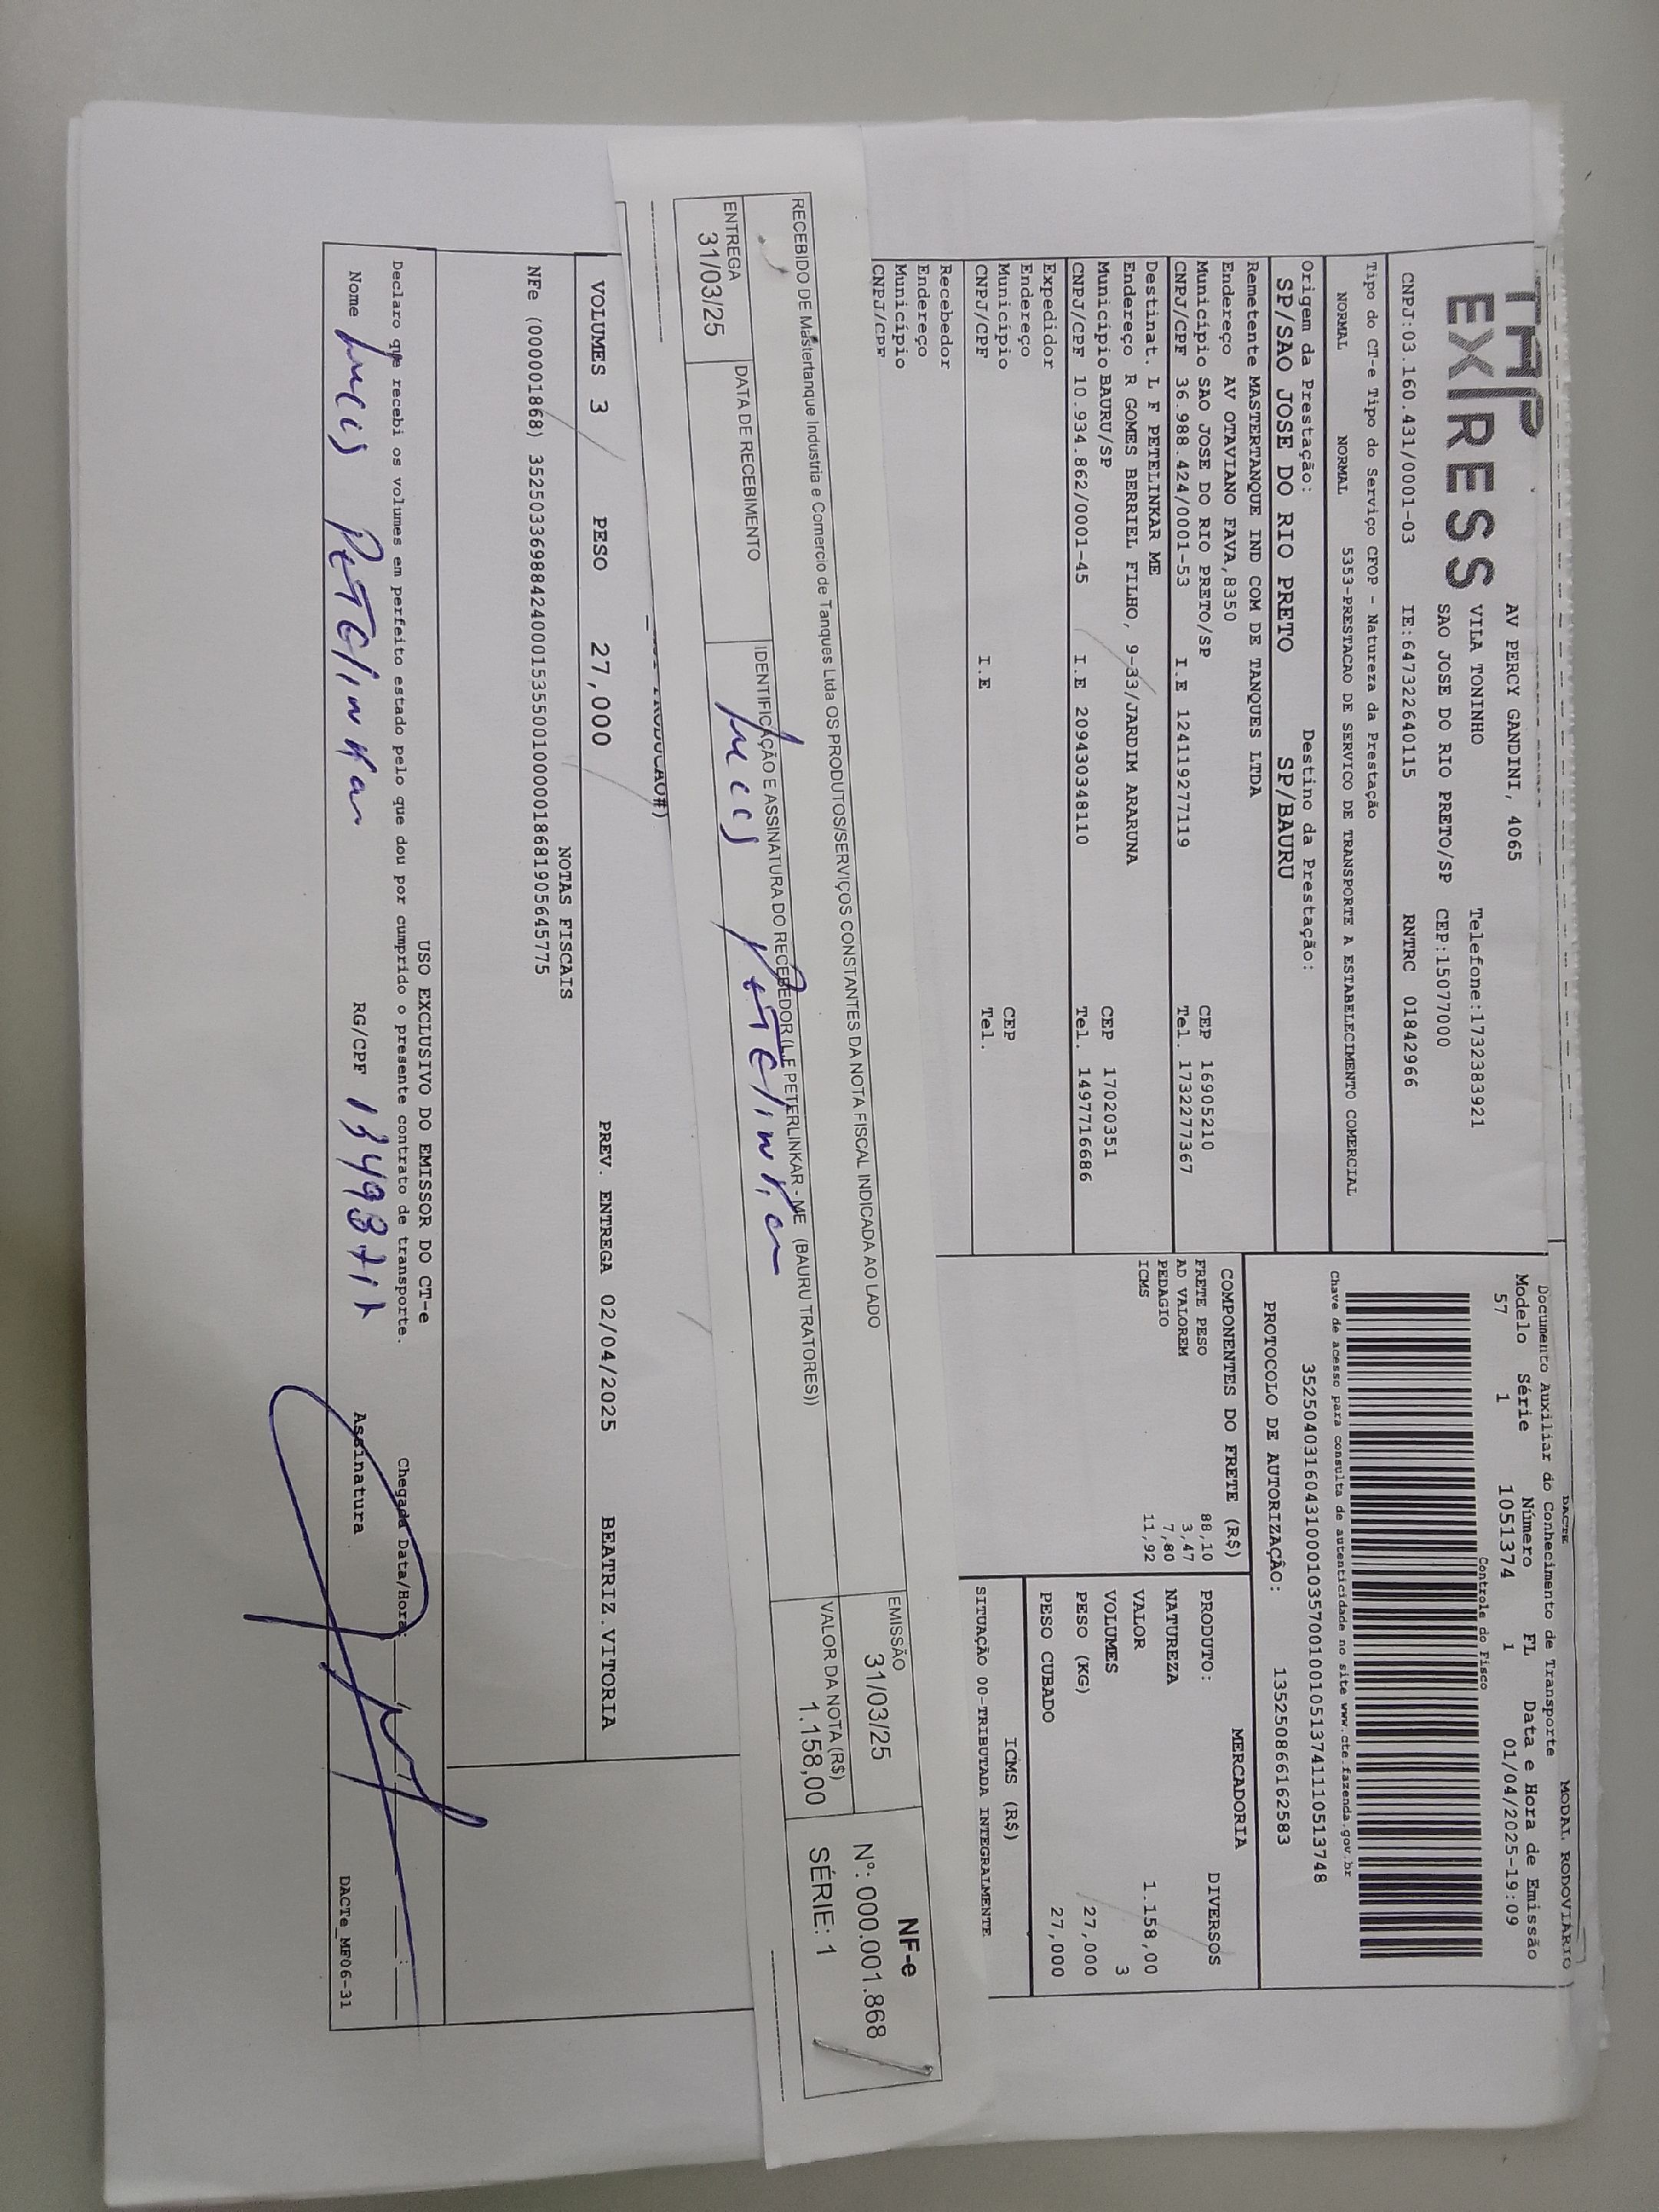 DACTE
MODAL RODOVIÁRIO
Documento Auxiliar do Conhecimento de Transporte
Modelo Série Número FL Data e Hora de Emissão
57 1 1051374 1 01/04/2025-19:09
Controle do Fisco
EXPRESS
AV PERCY GANDINI, 4065
VILA TONINHO Telefone:1732383921
SAO JOSE DO RIO PRETO/SP CEP:15077000
CNPJ:03.160.431/0001-03 IE:647322640115 RNTRC 01842966
Chave de acesso para consulta de autenticidade no site www.cte.fazenda.gov.br
35250403160431000103570010010513741110513748
PROTOCOLO DE AUTORIZAÇÃO: 135250866162583
Tipo do CT-e Tipo do Serviço CFOP - Natureza da Prestação
NORMAL NORMAL 5353-PRESTACAO DE SERVICO DE TRANSPORTE A ESTABELECIMENTO COMERCIAL
Origem da Prestação: Destino da Prestação:
SP/SAO JOSE DO RIO PRETO SP/BAURU
Remetente MASTERTANQUE IND COM DE TANQUES LTDA
Endereço AV OTAVIANO FAVA,8350
Município SAO JOSE DO RIO PRETO/SP CEP 16905210
CNPJ/CPF 36.988.424/0001-53 I.E 124119277119 Tel. 1732277367
Destinat. L F PETELINKAR ME
Endereço R GOMES BERRIEL FILHO, 9-33/JARDIM ARARUNA
Município BAURU/SP CEP 17020351
CNPJ/CPF 10.934.862/0001-45 I.E 209430348110 Tel. 1497716686
Expedidor
Endereço
Município CEP
CNPJ/CPF I.E Tel.
Recebedor
Endereço
Município
CNPJ/CPF
COMPONENTES DO FRETE (R$)
FRETE PESO 88,10
AD VALOREM 3,47
PEDAGIO 7,80
ICMS 11,92
MERCADORIA
PRODUTO: DIVERSOS
NATUREZA
VALOR 1.158,00
VOLUMES 3
PESO (KG) 27,000
PESO CUBADO 27,000
ICMS (R$)
SITUAÇÃO 00-TRIBUTADA INTEGRALMENTE
RECEBIDO DE Mastertanque Industria e Comercio de Tanques Ltda OS PRODUTOS/SERVIÇOS CONSTANTES DA NOTA FISCAL INDICADA AO LADO
EMISSÃO
31/03/25
VALOR DA NOTA (R$)
1.158,00
NF-e
Nº: 000.001.868
SÉRIE: 1
ENTREGA
31/03/25
DATA DE RECEBIMENTO
IDENTIFICAÇÃO E ASSINATURA DO RECEBEDOR (L.F PETERLINKAR - ME (BAURU TRATORES))
VOLUMES 3 PESO 27,000 PREV. ENTREGA 02/04/2025 BEATRIZ.VITORIA
NOTAS FISCAIS
NFe (000001868) 35250336988424000153550010000018681905645775
USO EXCLUSIVO DO EMISSOR DO CT-e
Declaro que recebi os volumes em perfeito estado pelo que dou por cumprido o presente contrato de transporte. Chegada Data/Hora:
Nome RG/CPF Assinatura
DACTe_MF06-31